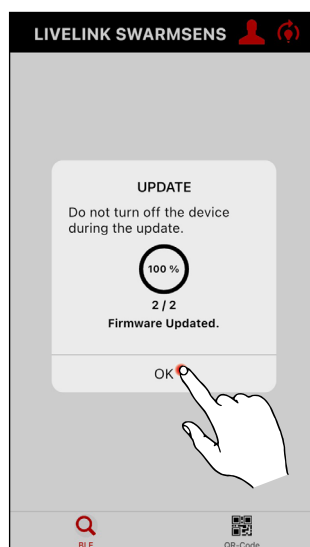 LIVELINK SWARMSENS
UPDATE
Do not turn off the device
during the update.
100 %
2 / 2
Firmware Updated.
OK
BLE
QR-Code